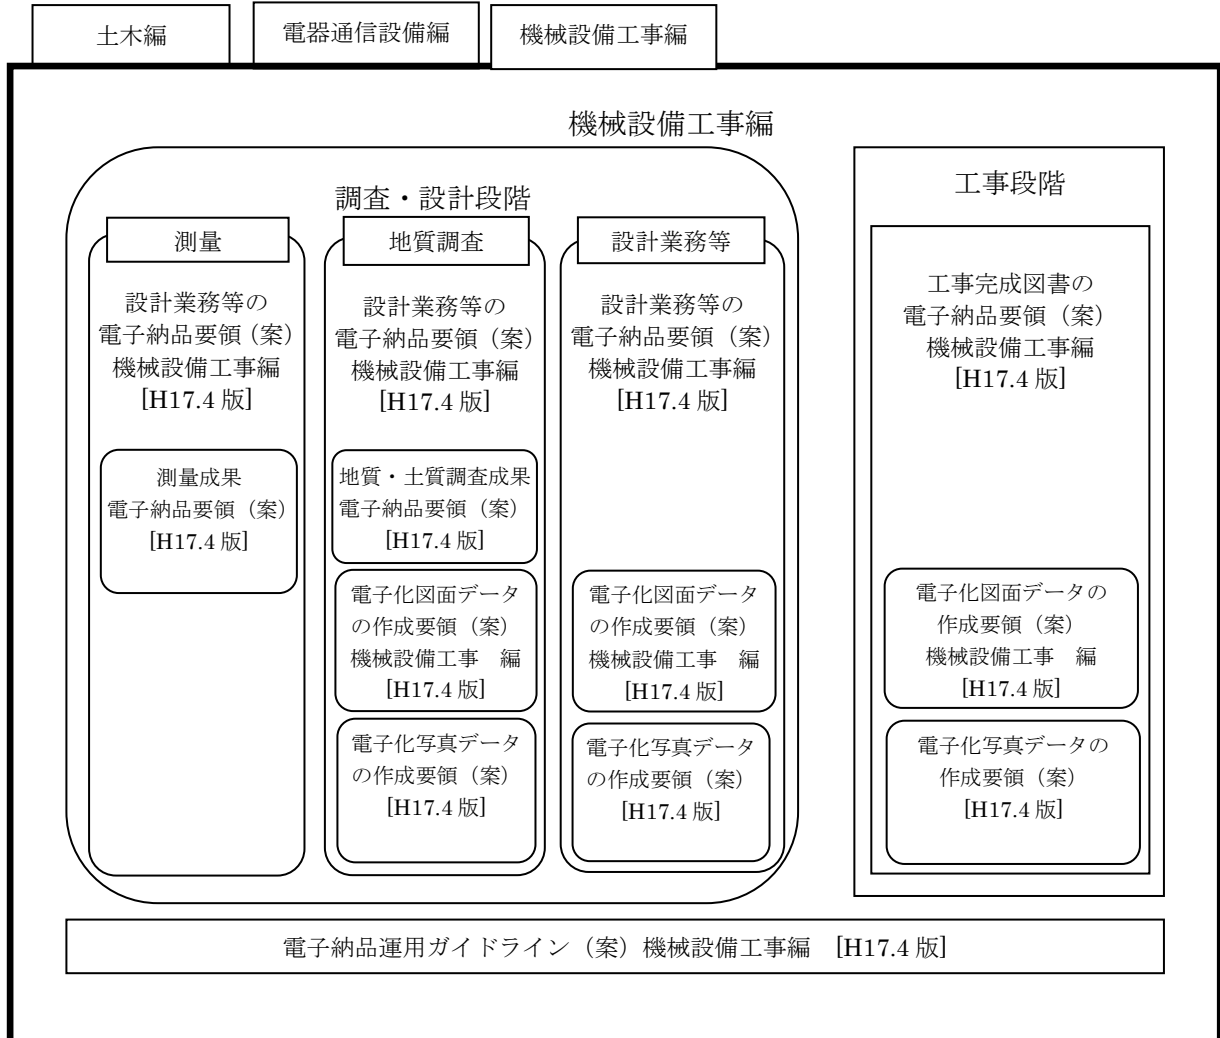 土木編
電器通信設備編
機械設備工事編
機械設備工事編
調査・設計段階
測量
設計業務等の
電子納品要領（案）
機械設備工事編
[H17.4 版]
測量成果
電子納品要領（案）
[H17.4 版]
地質調査
設計業務等の
電子納品要領（案）
機械設備工事編
[H17.4 版]
地質・土質調査成果
電子納品要領（案）
[H17.4 版]
電子化図面データ
の作成要領（案）
機械設備工事　編
[H17.4 版]
電子化写真データ
の作成要領（案）
[H17.4 版]
設計業務等
設計業務等の
電子納品要領（案）
機械設備工事編
[H17.4 版]
電子化図面データ
の作成要領（案）
機械設備工事　編
[H17.4 版]
電子化写真データ
の作成要領（案）
[H17.4 版]
工事段階
工事完成図書の
電子納品要領（案）
機械設備工事編
[H17.4 版]
電子化図面データの
作成要領（案）
機械設備工事　編
[H17.4 版]
電子化写真データの
作成要領（案）
[H17.4 版]
電子納品運用ガイドライン（案）機械設備工事編　[H17.4 版]